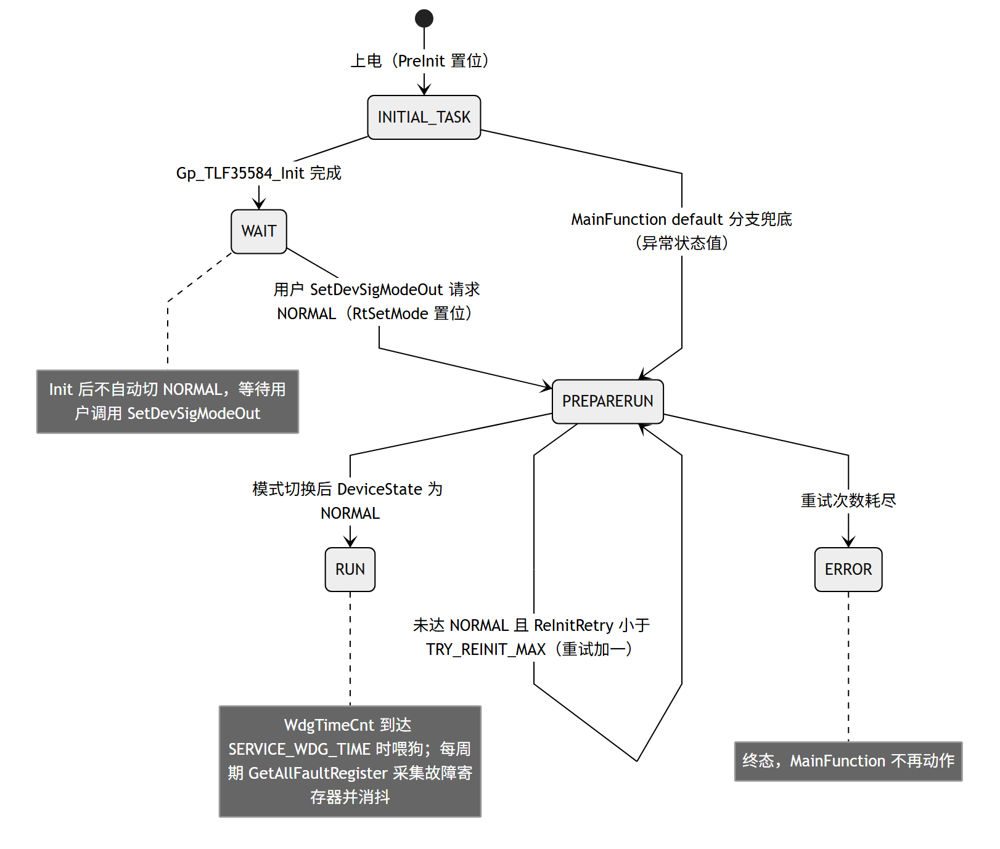 上电（PreInit 置位）
INITIAL_TASK
Gp_TLF35584_Init 完成
MainFunction default 分支兜底
（异常状态值）
WAIT
用户 SetDevSigModeOut 请求
NORMAL（RtSetMode 置位）
Init 后不自动切 NORMAL，等待用
户调用 SetDevSigModeOut
PREPARERUN
模式切换后 DeviceState 为
NORMAL
重试次数耗尽
RUN
ERROR
未达 NORMAL 且 ReInitRetry 小于
TRY_REINIT_MAX（重试加一）
WdgTimeCnt 到达
SERVICE_WDG_TIME 时喂狗；每周
期 GetAllFaultRegister 采集故障寄
存器并消抖
终态，MainFunction 不再动作